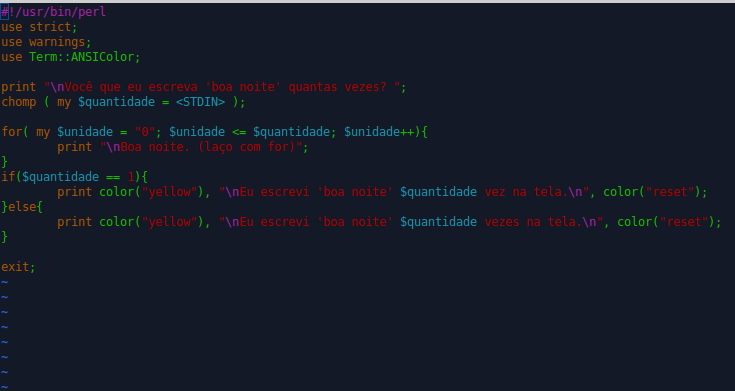 #!/usr/bin/perl
use strict;
use warnings;
use Term::ANSIColor;
print "\nVocê que eu escreva 'boa noite' quantas vezes? ";
chomp ( my $quantidade = <STDIN> );
for( my $unidade = "0"; $unidade <= $quantidade; $unidade++){
print "\nBoa noite. (laço com for)";
}
if($quantidade == 1){
print color("yellow"), "\nEu escrevi 'boa noite' $quantidade vez na tela.\n", color("reset");
}else{
print color("yellow"), "\nEu escrevi 'boa noite' $quantidade vezes na tela.\n", color("reset");
}
exit;
~
~
~
~
~
~
~
~